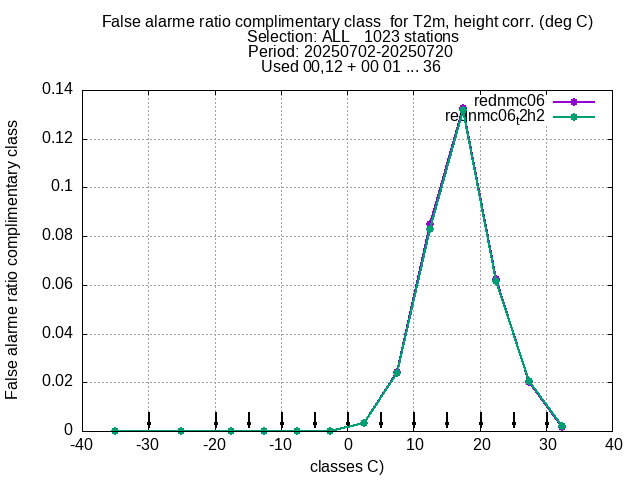 False alarme ratio complimentary class  for T2m, height corr. (deg C)
Selection: ALL   1023 stations
Period: 20250702-20250720
Used 00,12 + 00 01 ... 36
0.14
0.12
0.1
0.08
0.06
0.04
0.02
0
rednmc06
rednmc06t2h2
False alarme ratio complimentary class
-40 -30 -20 -10 0 10 20 30 40
classes C)